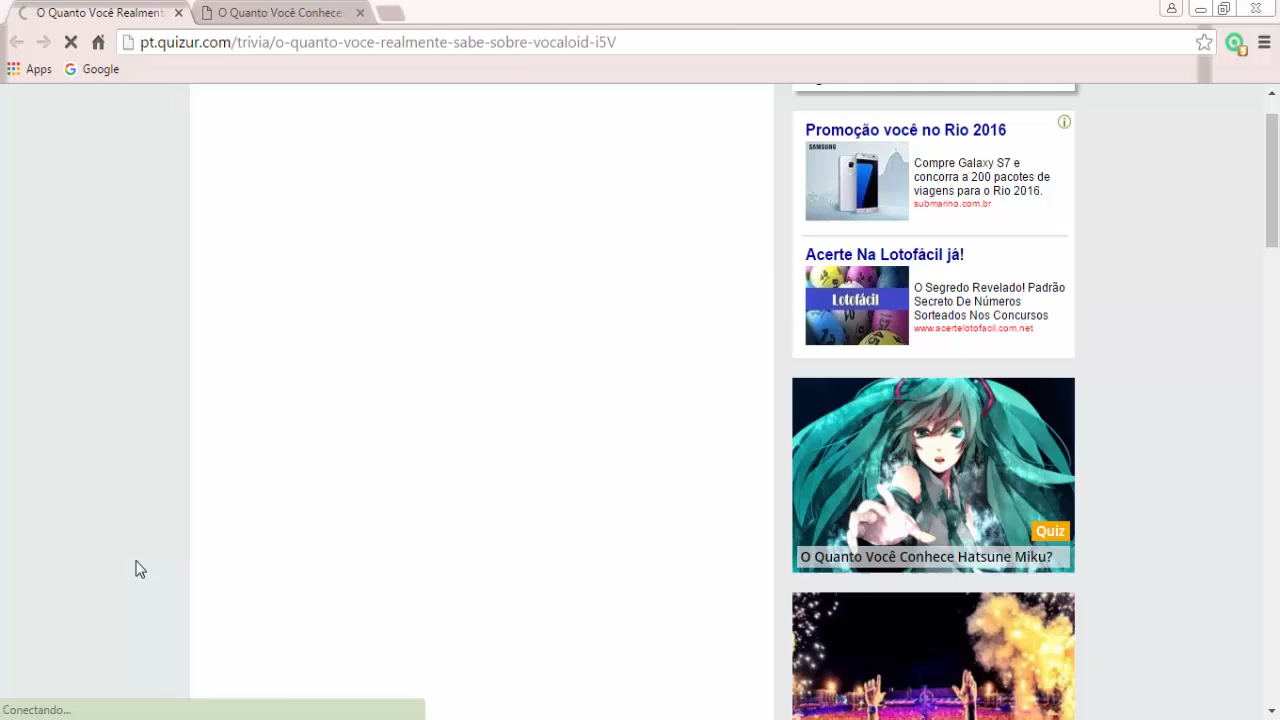 O Quanto Você Realment
O Quanto Você Conhece
pt.quizur.com/trivia/o-quanto-voce-realmente-sabe-sobre-vocaloid-i5V
Apps
Google
Promoção você no Rio 2016
SAMSUNG
Compre Galaxy S7 e
concorra a 200 pacotes de
viagens para o Rio 2016.
submarino.com.br
Acerte Na Lotofácil já!
Lotofácil
O Segredo Revelado! Padrão
Secreto De Números
Sorteados Nos Concursos
www.acertelotofacil.com.net
Quiz
O Quanto Você Conhece Hatsune Miku?
Conectando...